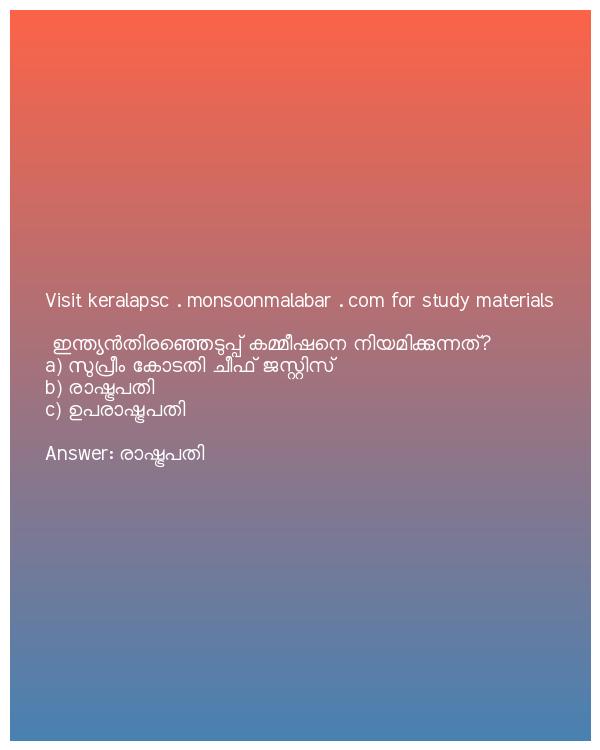 Visit keralapsc . monsoonmalabar . com for study materials
ഇന്ത്യൻതിരഞ്ഞെടുപ്പ് കമ്മീഷനെ നിയമിക്കുന്നത്?
a) സുപ്രീം കോടതി ചീഫ് ജസ്റ്റിസ്
b) രാഷ്ട്രപതി
c) ഉപരാഷ്ട്രപതി
Answer: രാഷ്ട്രപതി